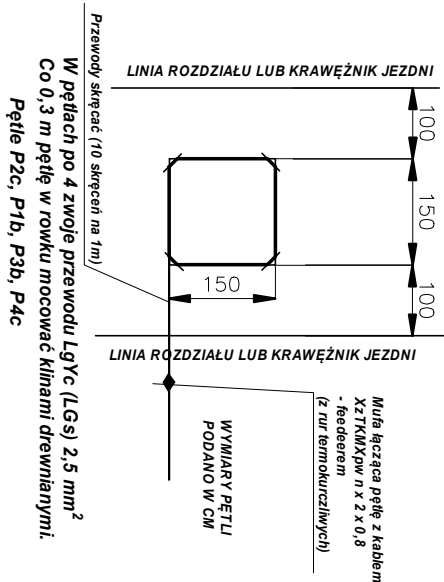 LINIA ROZDZIAŁU LUB KRAWĘŻNIK JEZDNI
100
150
100
150
LINIA ROZDZIAŁU LUB KRAWĘŻNIK JEZDNI
Mufa łącząca pętlę z kablem
XzTKMXpw n x 2 x 0,8
- feedeerem
(z rur termokurczliwych)
WYMIARY PĘTLI
PODANO W CM
Przewody skręcać (10 skręceń na 1m)
W pętlach po 4 zwoje przewodu LgYc (LGs) 2,5 mm²
Co 0,3 m pętlę w rowku mocować klinami drewnianymi.
Pętle P2c, P1b, P3b, P4c